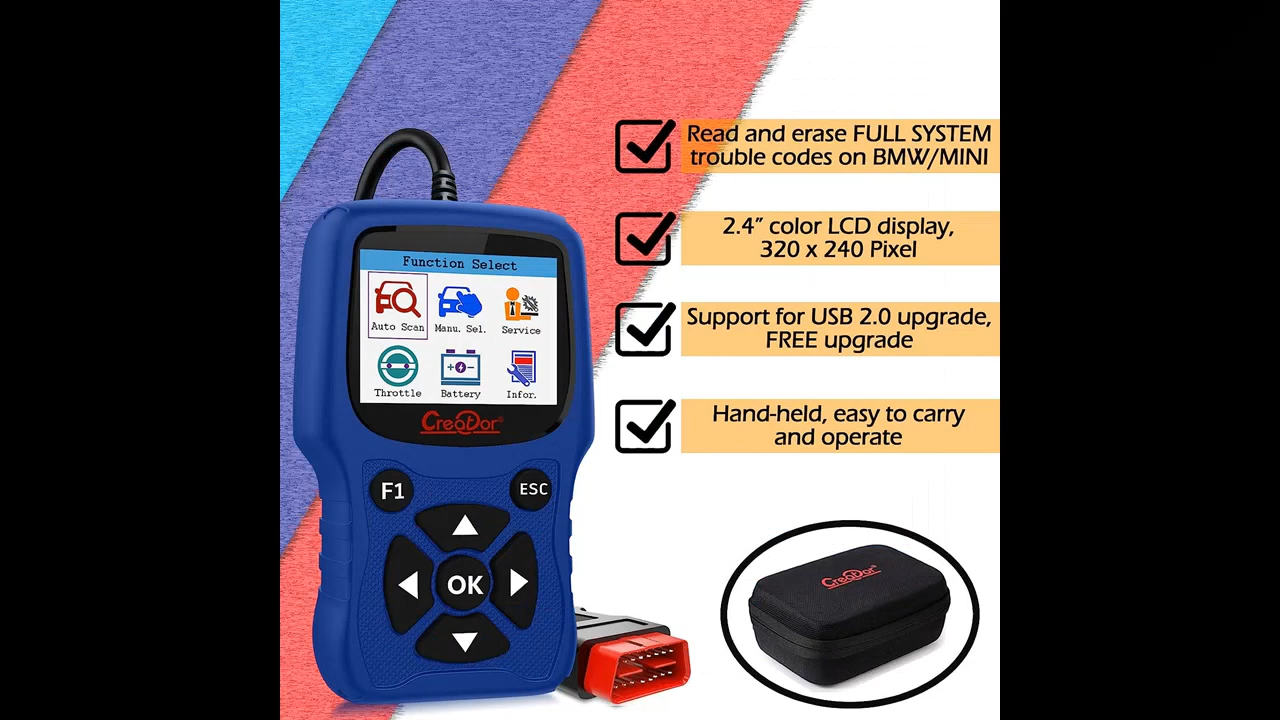 Read and erase FULL SYSTEM
trouble codes on BMW/MINI
2.4” color LCD display,
320 x 240 Pixel
Support for USB 2.0 upgrade,
FREE upgrade
Hand-held, easy to carry
and operate
Function Select
Auto Scan
Manu. Sel.
Service
Throttle
Battery
Infor.
Creator®
F1
ESC
OK
Creator®